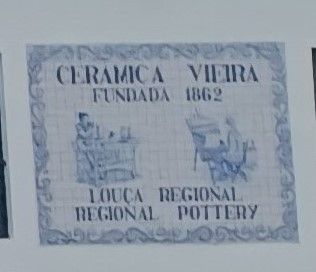 CERAMICA VIEIRA
FUNDADA 1862
LOUÇA REGIONAL
REGIONAL POTTERY